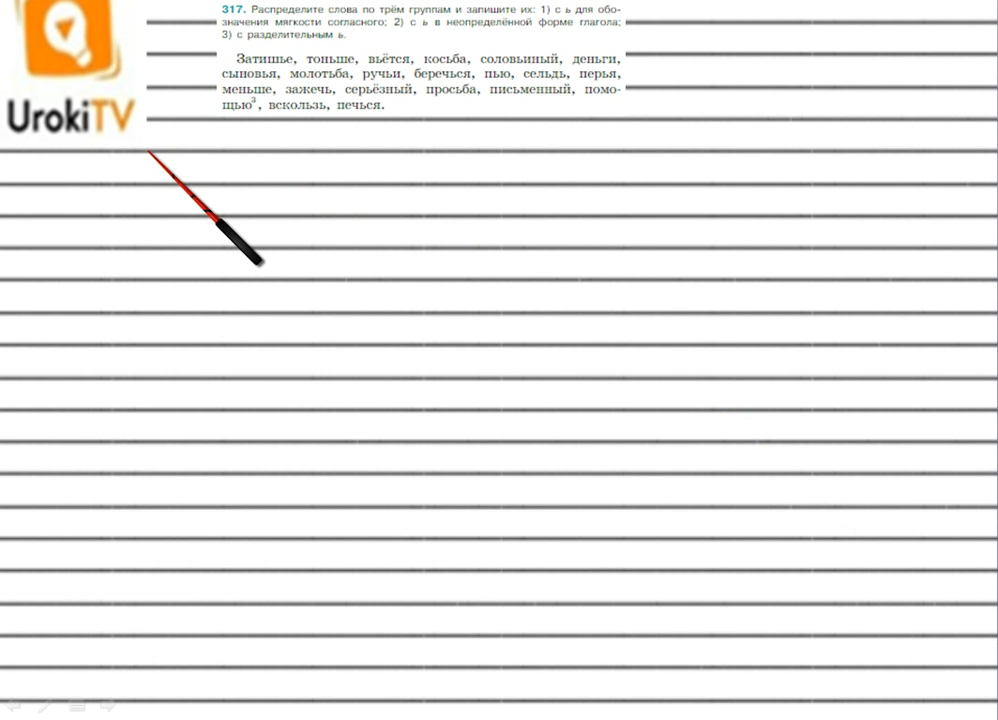 317. Распределите слова по трём группам и запишите их: 1) с ь для обо-
значения мягкости согласного; 2) с ь в неопределённой форме глагола;
3) с разделительным ь.
Затишье, тоньше, вьётся, косьба, соловьиный, деньги,
сыновья, молотьба, ручьи, беречься, пью, сельдь, перья,
меньше, зажечь, серьёзный, просьба, письменный, помо-
щью³, вскользь, печься.
UrokiTV